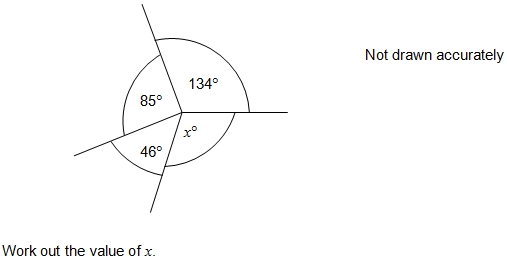 Not drawn accurately
134°
85°
x°
46°
Work out the value of x.